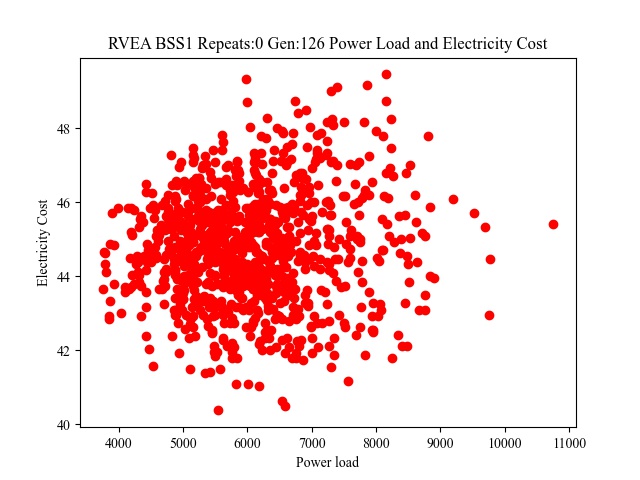 RVEA BSS1 Repeats:0 Gen:126 Power Load and Electricity Cost
48
46
44
42
40
Electricity Cost
4000 5000 6000 7000 8000 9000 10000 11000
Power load